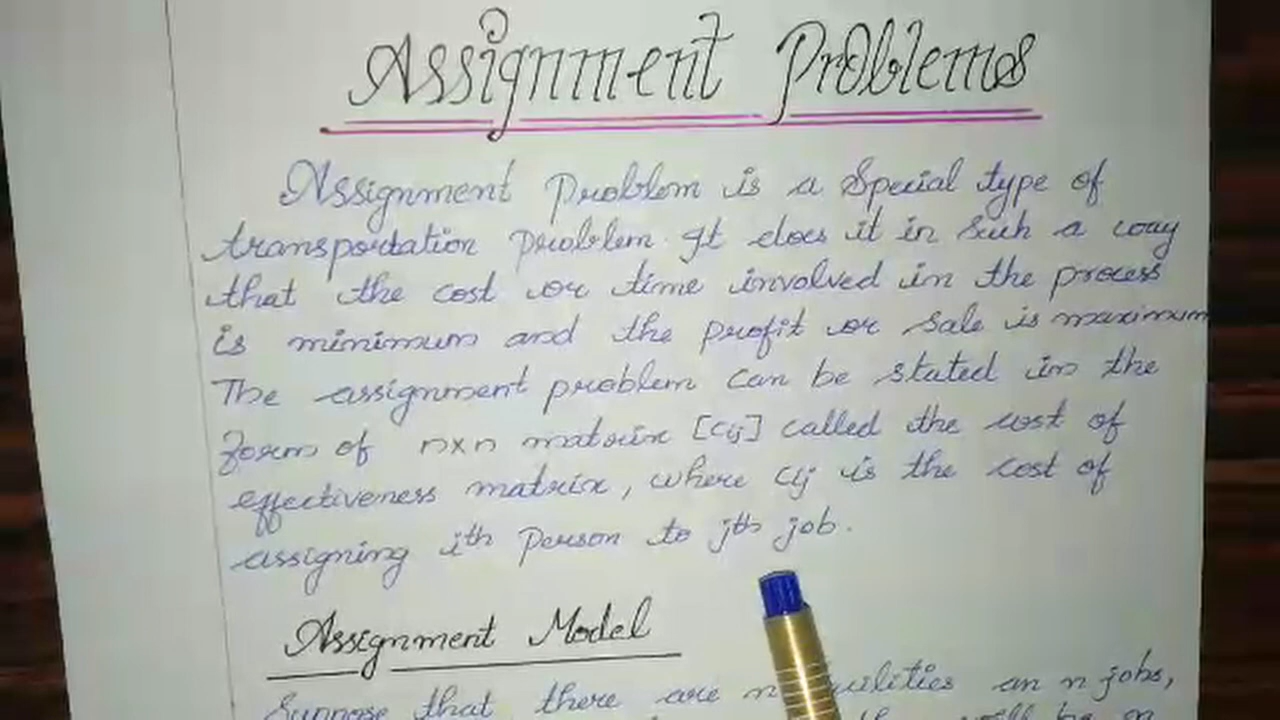 Assignment Problems
Assignment Problem is a Special type of
transportation problem. It does it in such a way
that the cost or time involved in the process
is minimum and the profit or sale is maximum
The assignment problem can be stated in the
form of n×n matrix [cij] called the cost of
effectiveness matrix, where cij is the cost of
assigning ith Person to jth job.
Assignment Model
Suppose that there are n an n jobs,
will be n